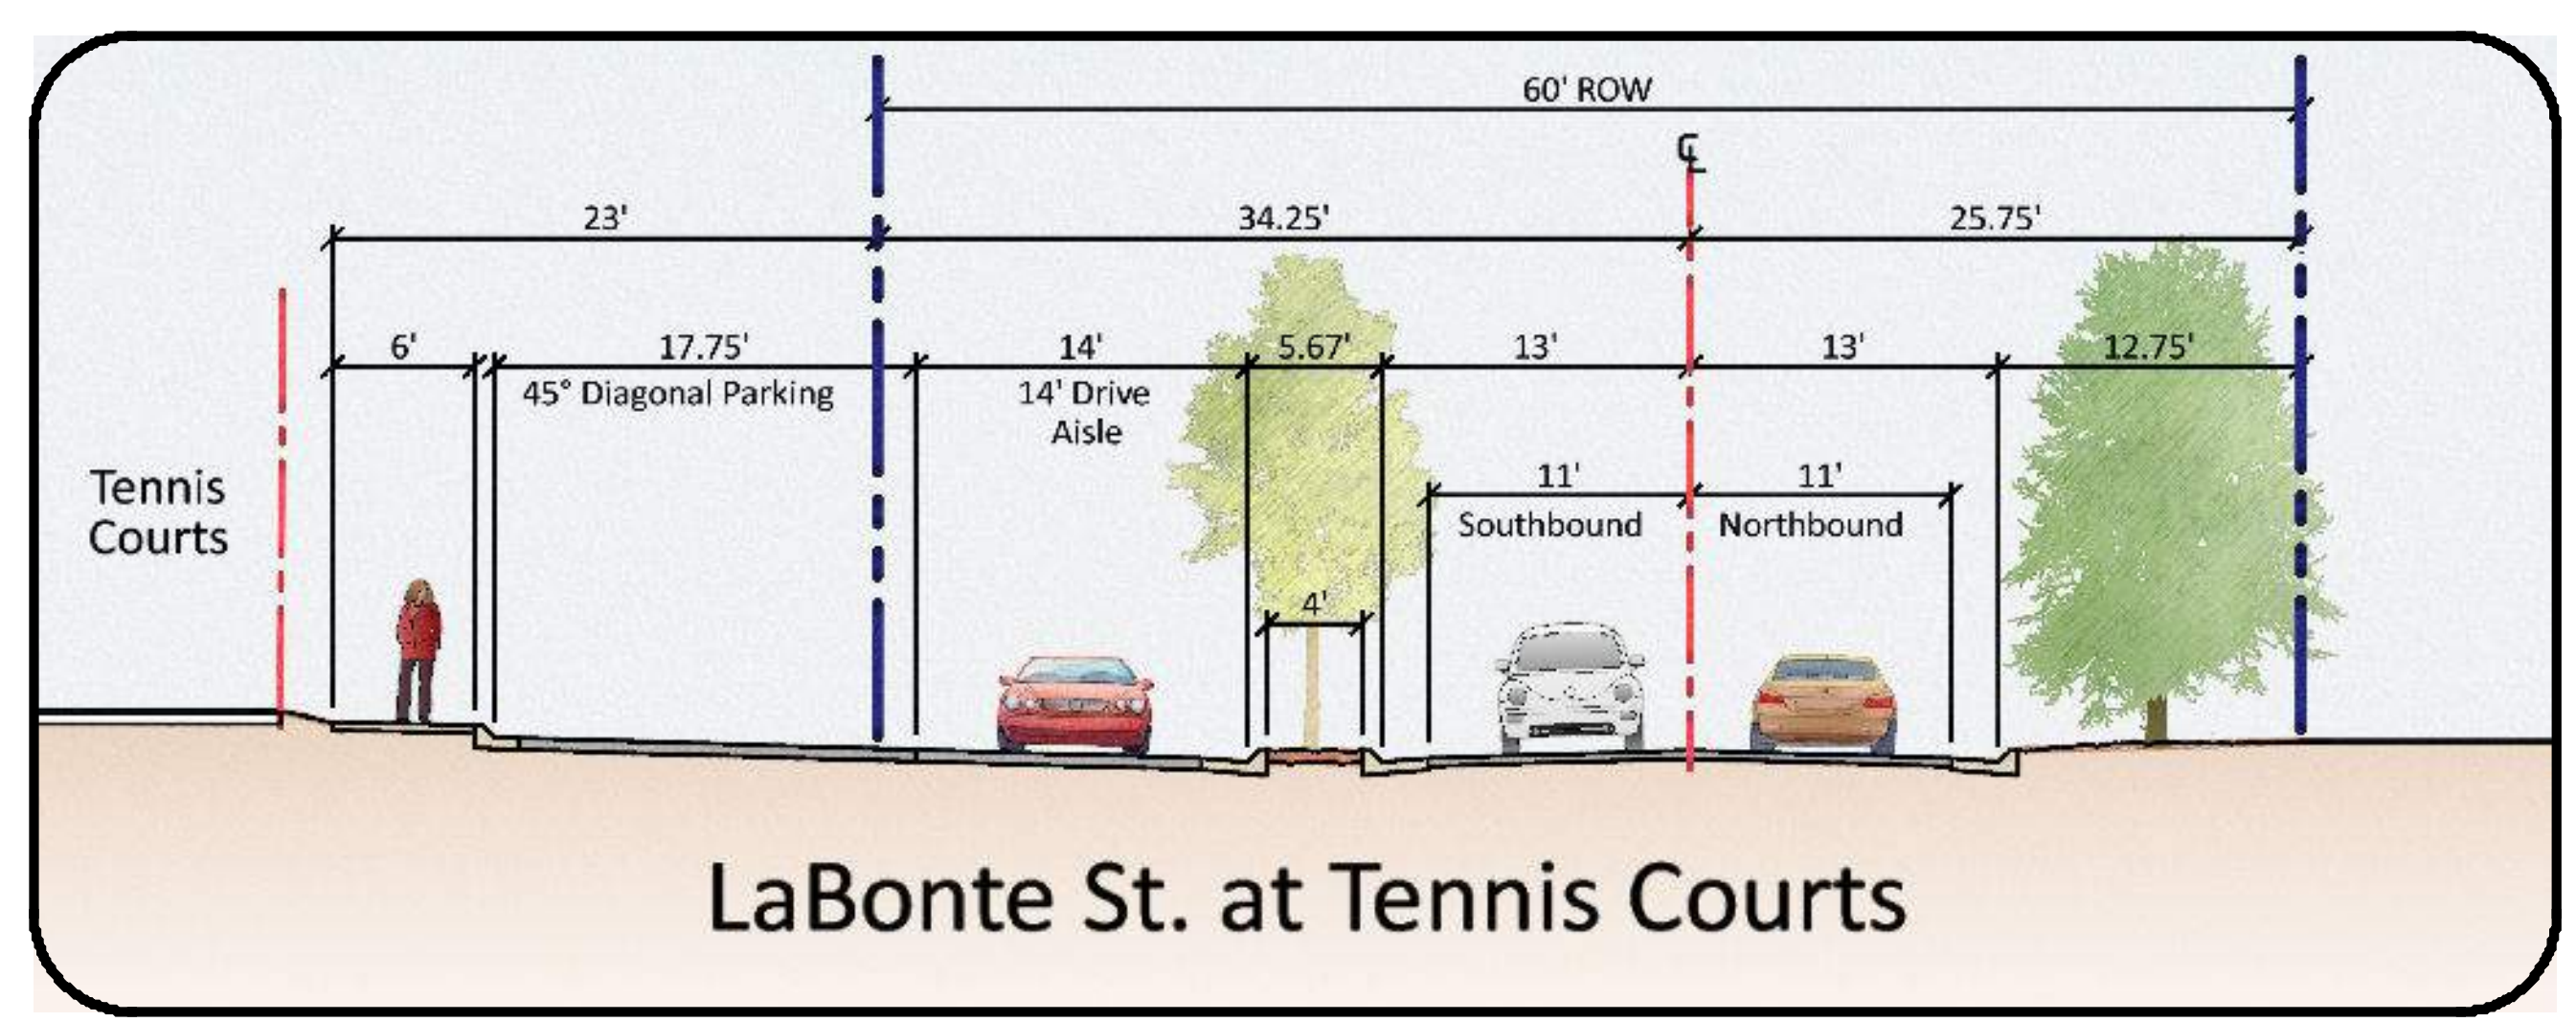 60' ROW
℄
23'
34.25'
25.75'
6'
17.75'
14'
5.67'
13'
13'
12.75'
45° Diagonal Parking
14' Drive
Aisle
11'
11'
Southbound
Northbound
Tennis
Courts
4'
LaBonte St. at Tennis Courts